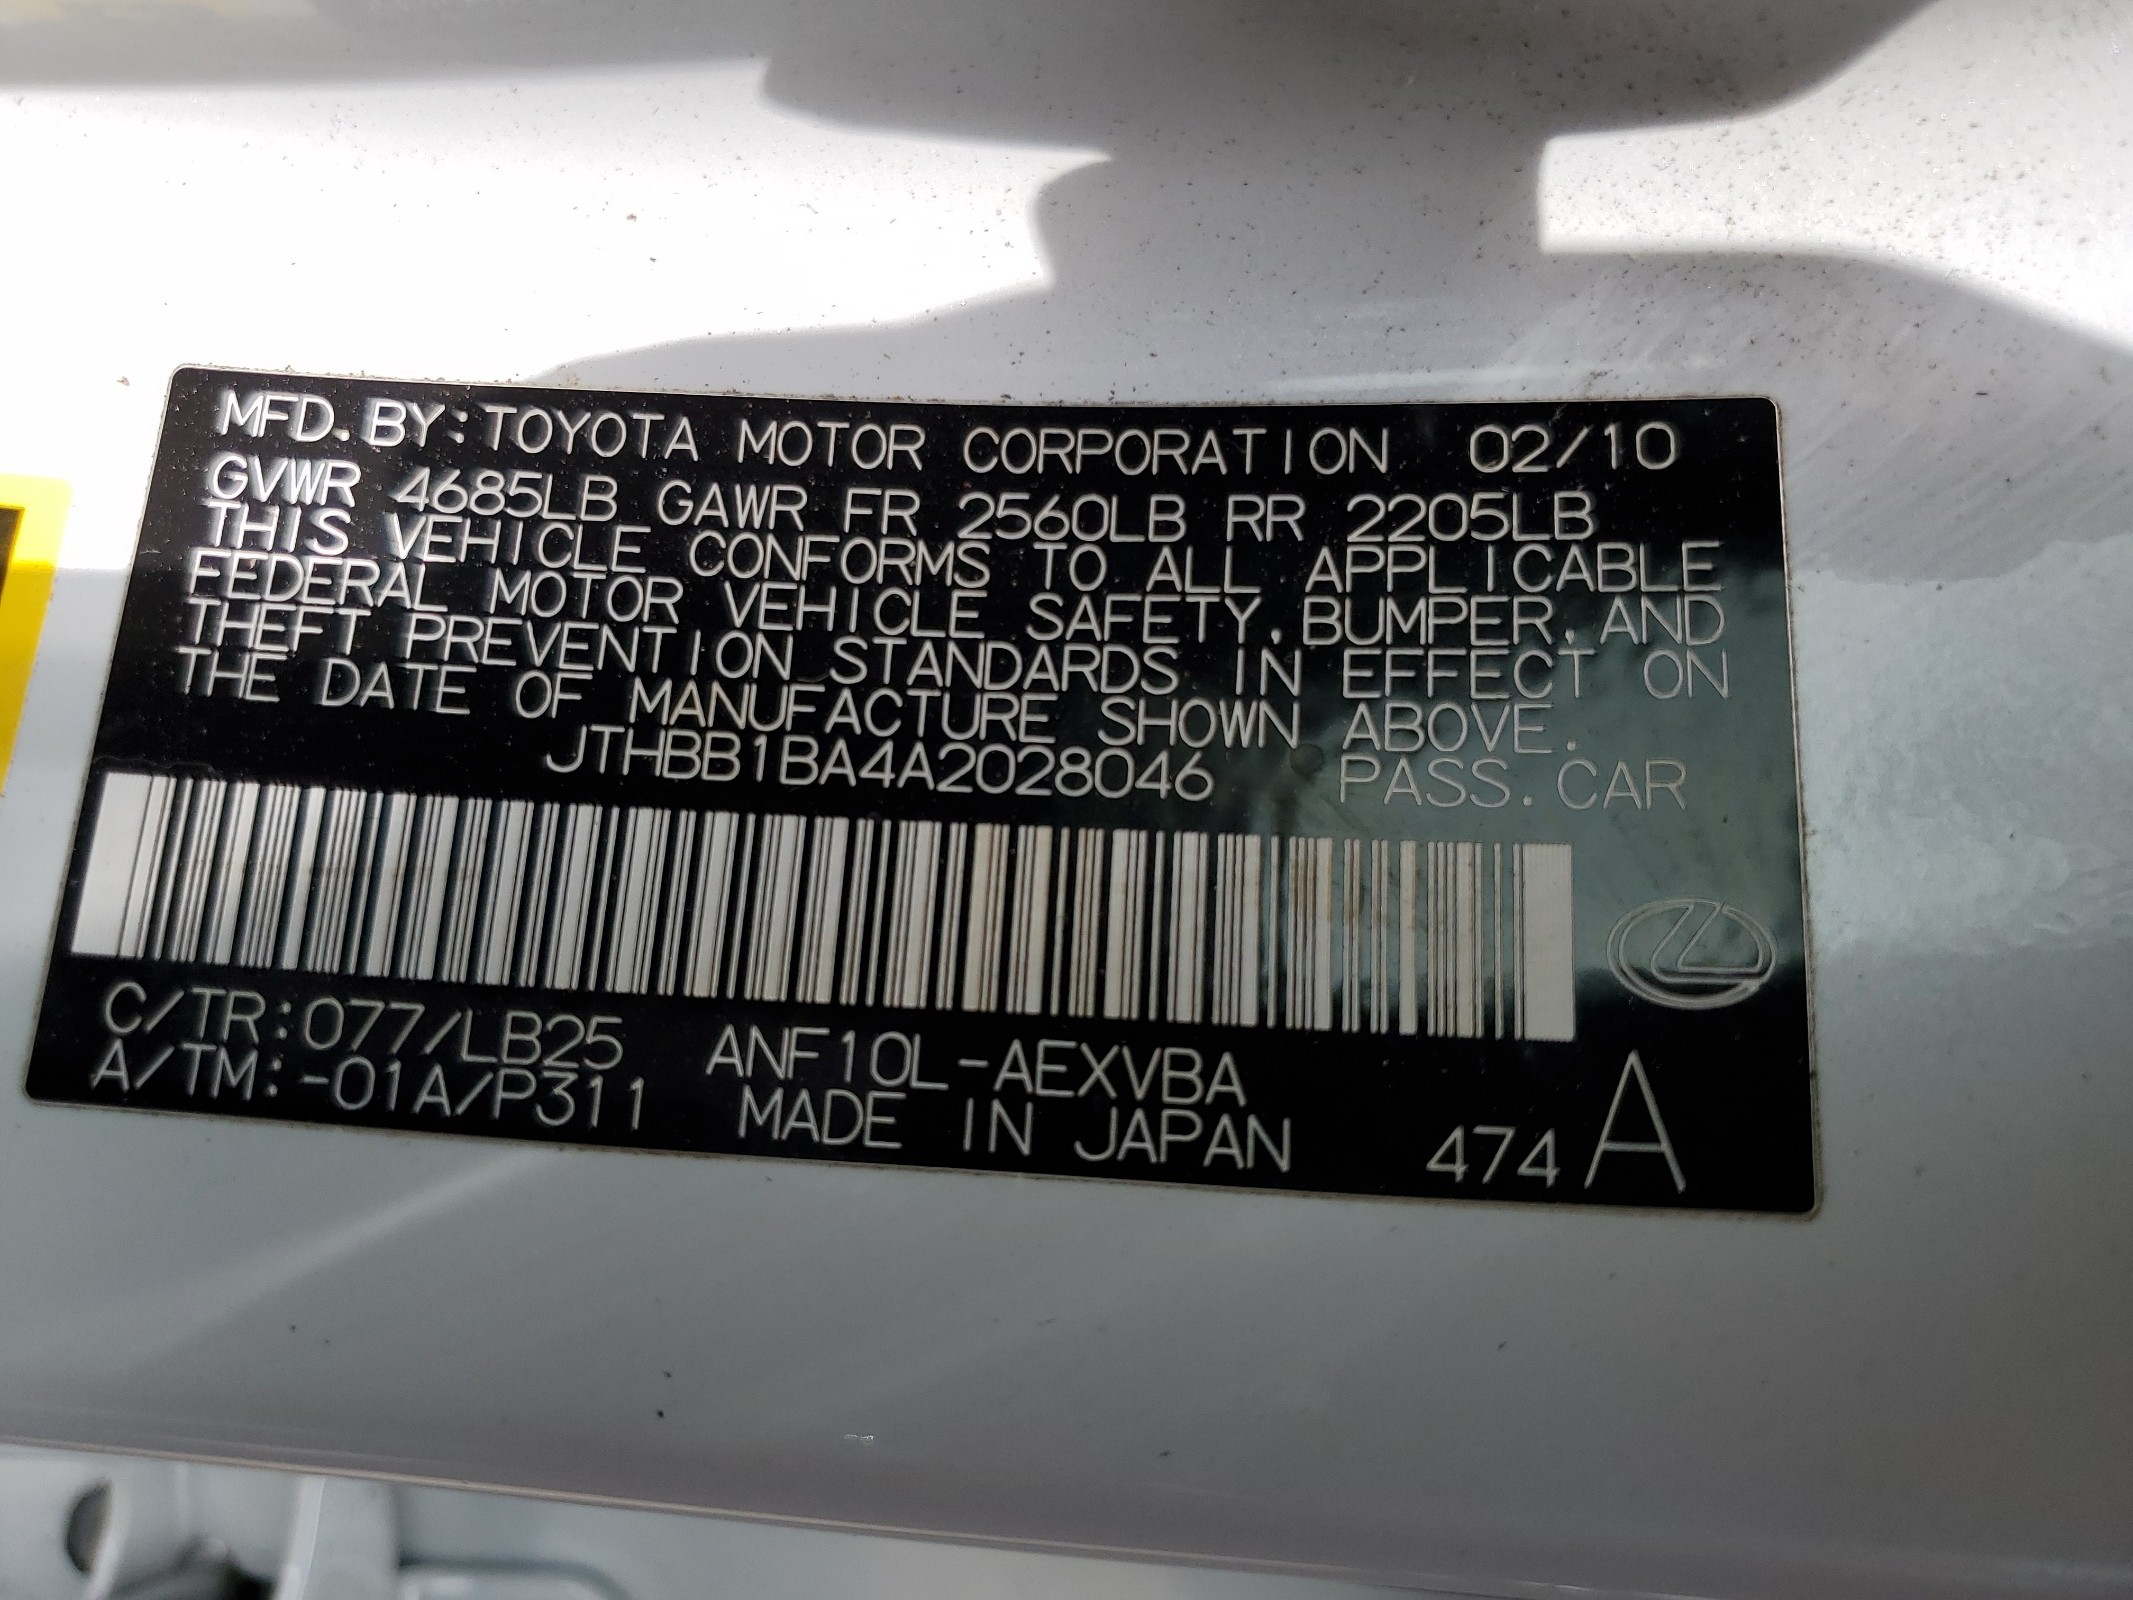 MFD. BY: TOYOTA MOTOR CORPORATION 02/10
GVWR 4685LB GAWR FR 2560LB RR 2205LB
THIS VEHICLE CONFORMS TO ALL APPLICABLE
FEDERAL MOTOR VEHICLE SAFETY, BUMPER, AND
THEFT PREVENTION STANDARDS IN EFFECT ON
THE DATE OF MANUFACTURE SHOWN ABOVE.
JTHBB1BA4A2028046 PASS. CAR
C/TR:077/LB25 ANF10L-AEXVBA
A/TM:-01A/P311 MADE IN JAPAN 474 A